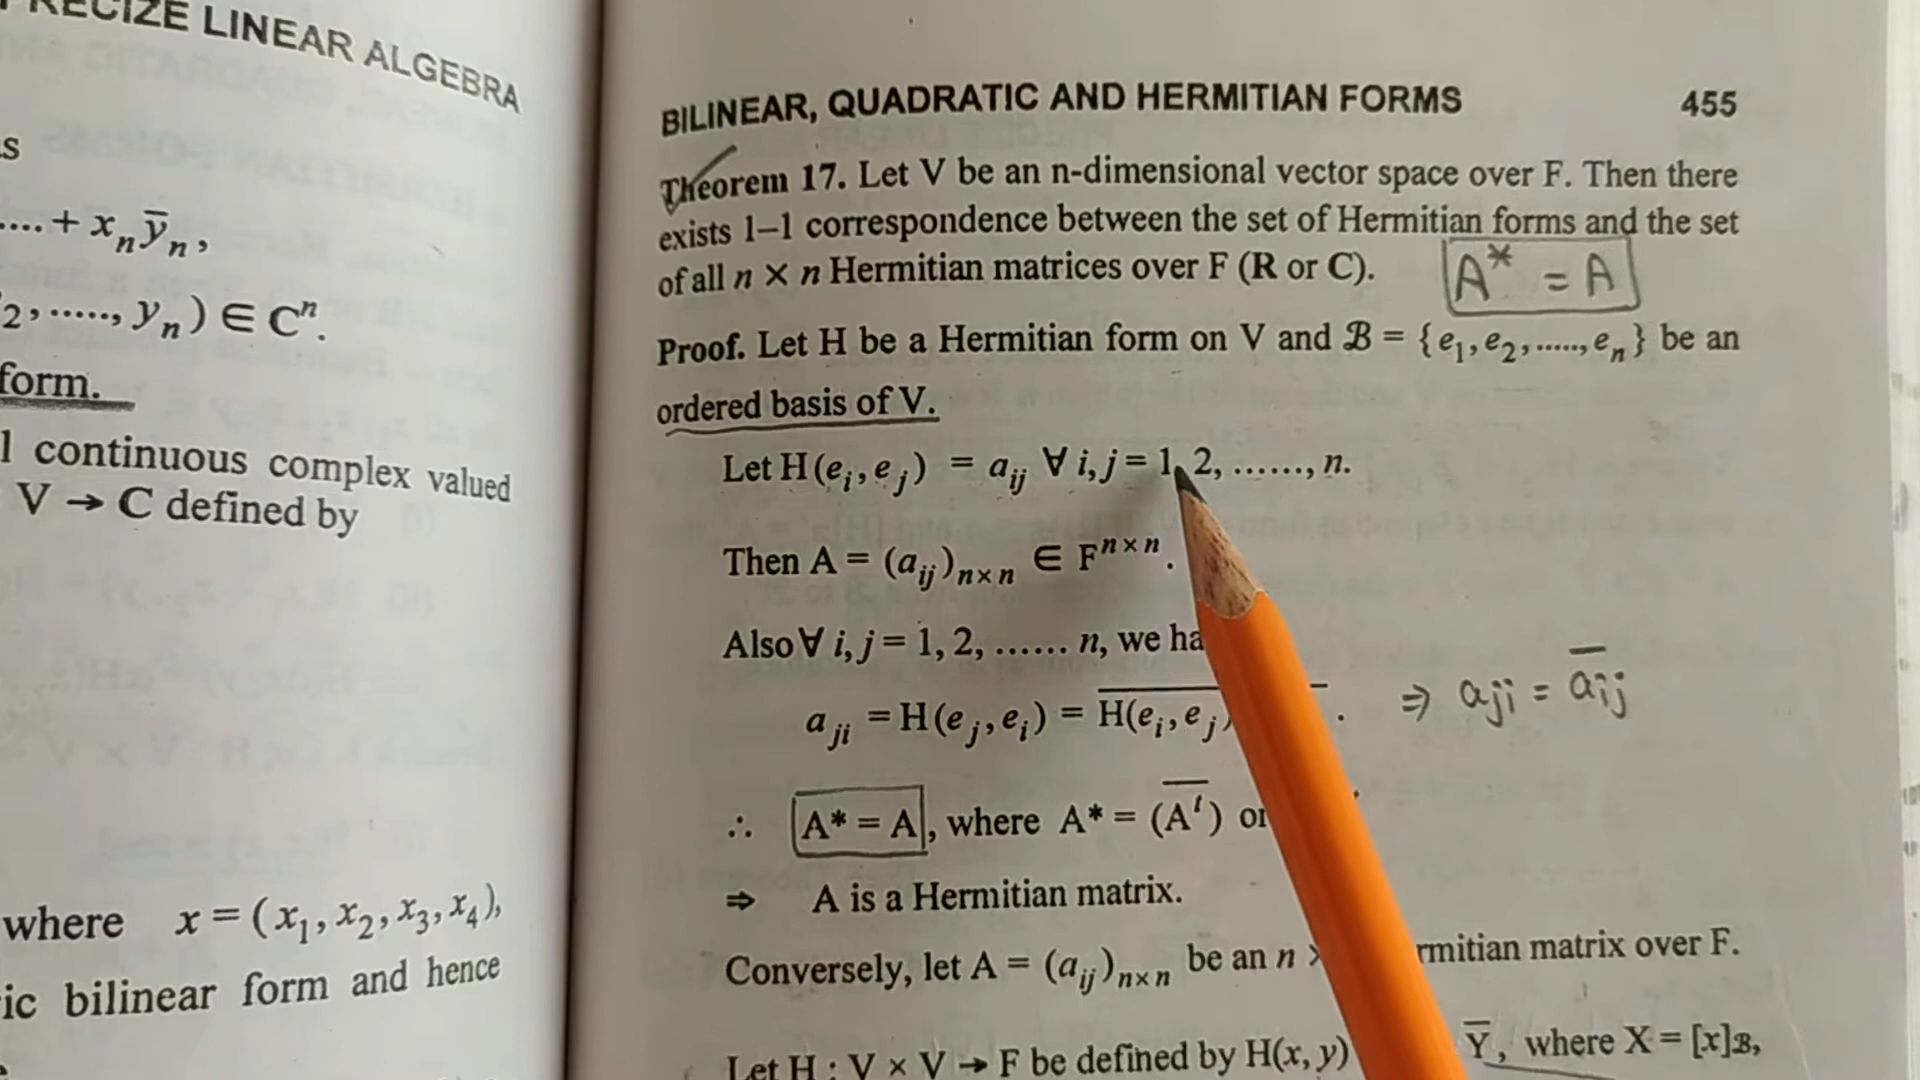 PRECIZE LINEAR ALGEBRA
....+ xₙȳₙ,
₂, ....., yₙ) ∈ Cⁿ.
form.
l continuous complex valued
V → C defined by
where x = (x₁, x₂, x₃, x₄),
ic bilinear form and hence
BILINEAR, QUADRATIC AND HERMITIAN FORMS 455
Theorem 17. Let V be an n-dimensional vector space over F. Then there
exists 1–1 correspondence between the set of Hermitian forms and the set
of all n × n Hermitian matrices over F (R or C). A* = A
Proof. Let H be a Hermitian form on V and ℬ = {e₁, e₂, ....., eₙ} be an
ordered basis of V.
Let H(eᵢ, eⱼ) = aᵢⱼ ∀ i, j = 1, 2, ......, n.
Then A = (aᵢⱼ)ₙ×ₙ ∈ Fⁿ ˣ ⁿ.
Also ∀ i, j = 1, 2, ...... n, we ha
aⱼᵢ = H(eⱼ, eᵢ) = H̅(̅eᵢ, eⱼ) . ⇒ aⱼᵢ = a̅ᵢⱼ
∴ A* = A, where A* = (A̅ᵗ) or
⇒ A is a Hermitian matrix.
Conversely, let A = (aᵢⱼ)ₙ×ₙ be an n × rmitian matrix over F.
Let H : V × V → F be defined by H(x, y) Y̅, where X = [x]ℬ,